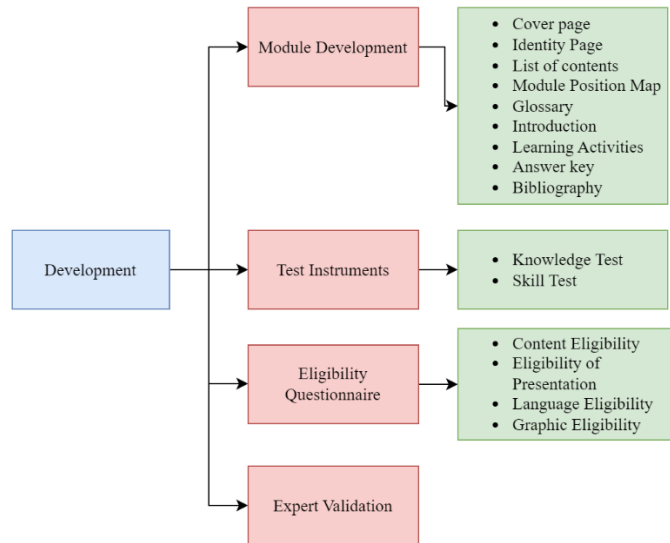 Module Development
• Cover page
• Identity Page
• List of contents
• Module Position Map
• Glossary
• Introduction
• Learning Activities
• Answer key
• Bibliography
Development
Test Instruments
• Knowledge Test
• Skill Test
Eligibility
Questionnaire
• Content Eligibility
• Eligibility of
Presentation
• Language Eligibility
• Graphic Eligibility
Expert Validation